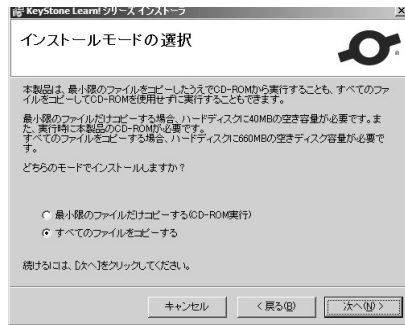 KeyStone Learn!シリーズ インストーラ
インストールモードの選択
本製品は、最小限のファイルをコピーしたうえでCD-ROMから実行することも、すべてのファ
イルをコピーしてCD-ROMを使用せずに実行することもできます。
最小限のファイルだけコピーする場合、ハードディスクに40MBの空き容量が必要です。ま
た、実行時に本製品のCD-ROMが必要です。
すべてのファイルをコピーする場合、ハードディスクに660MBの空きディスク容量が必要で
す。
どちらのモードでインストールしますか?
最小限のファイルだけコピーする(CD-ROM実行)
すべてのファイルをコピーする
続けるには、[次へ]をクリックしてください。
キャンセル
< 戻る(B)
次へ(N) >